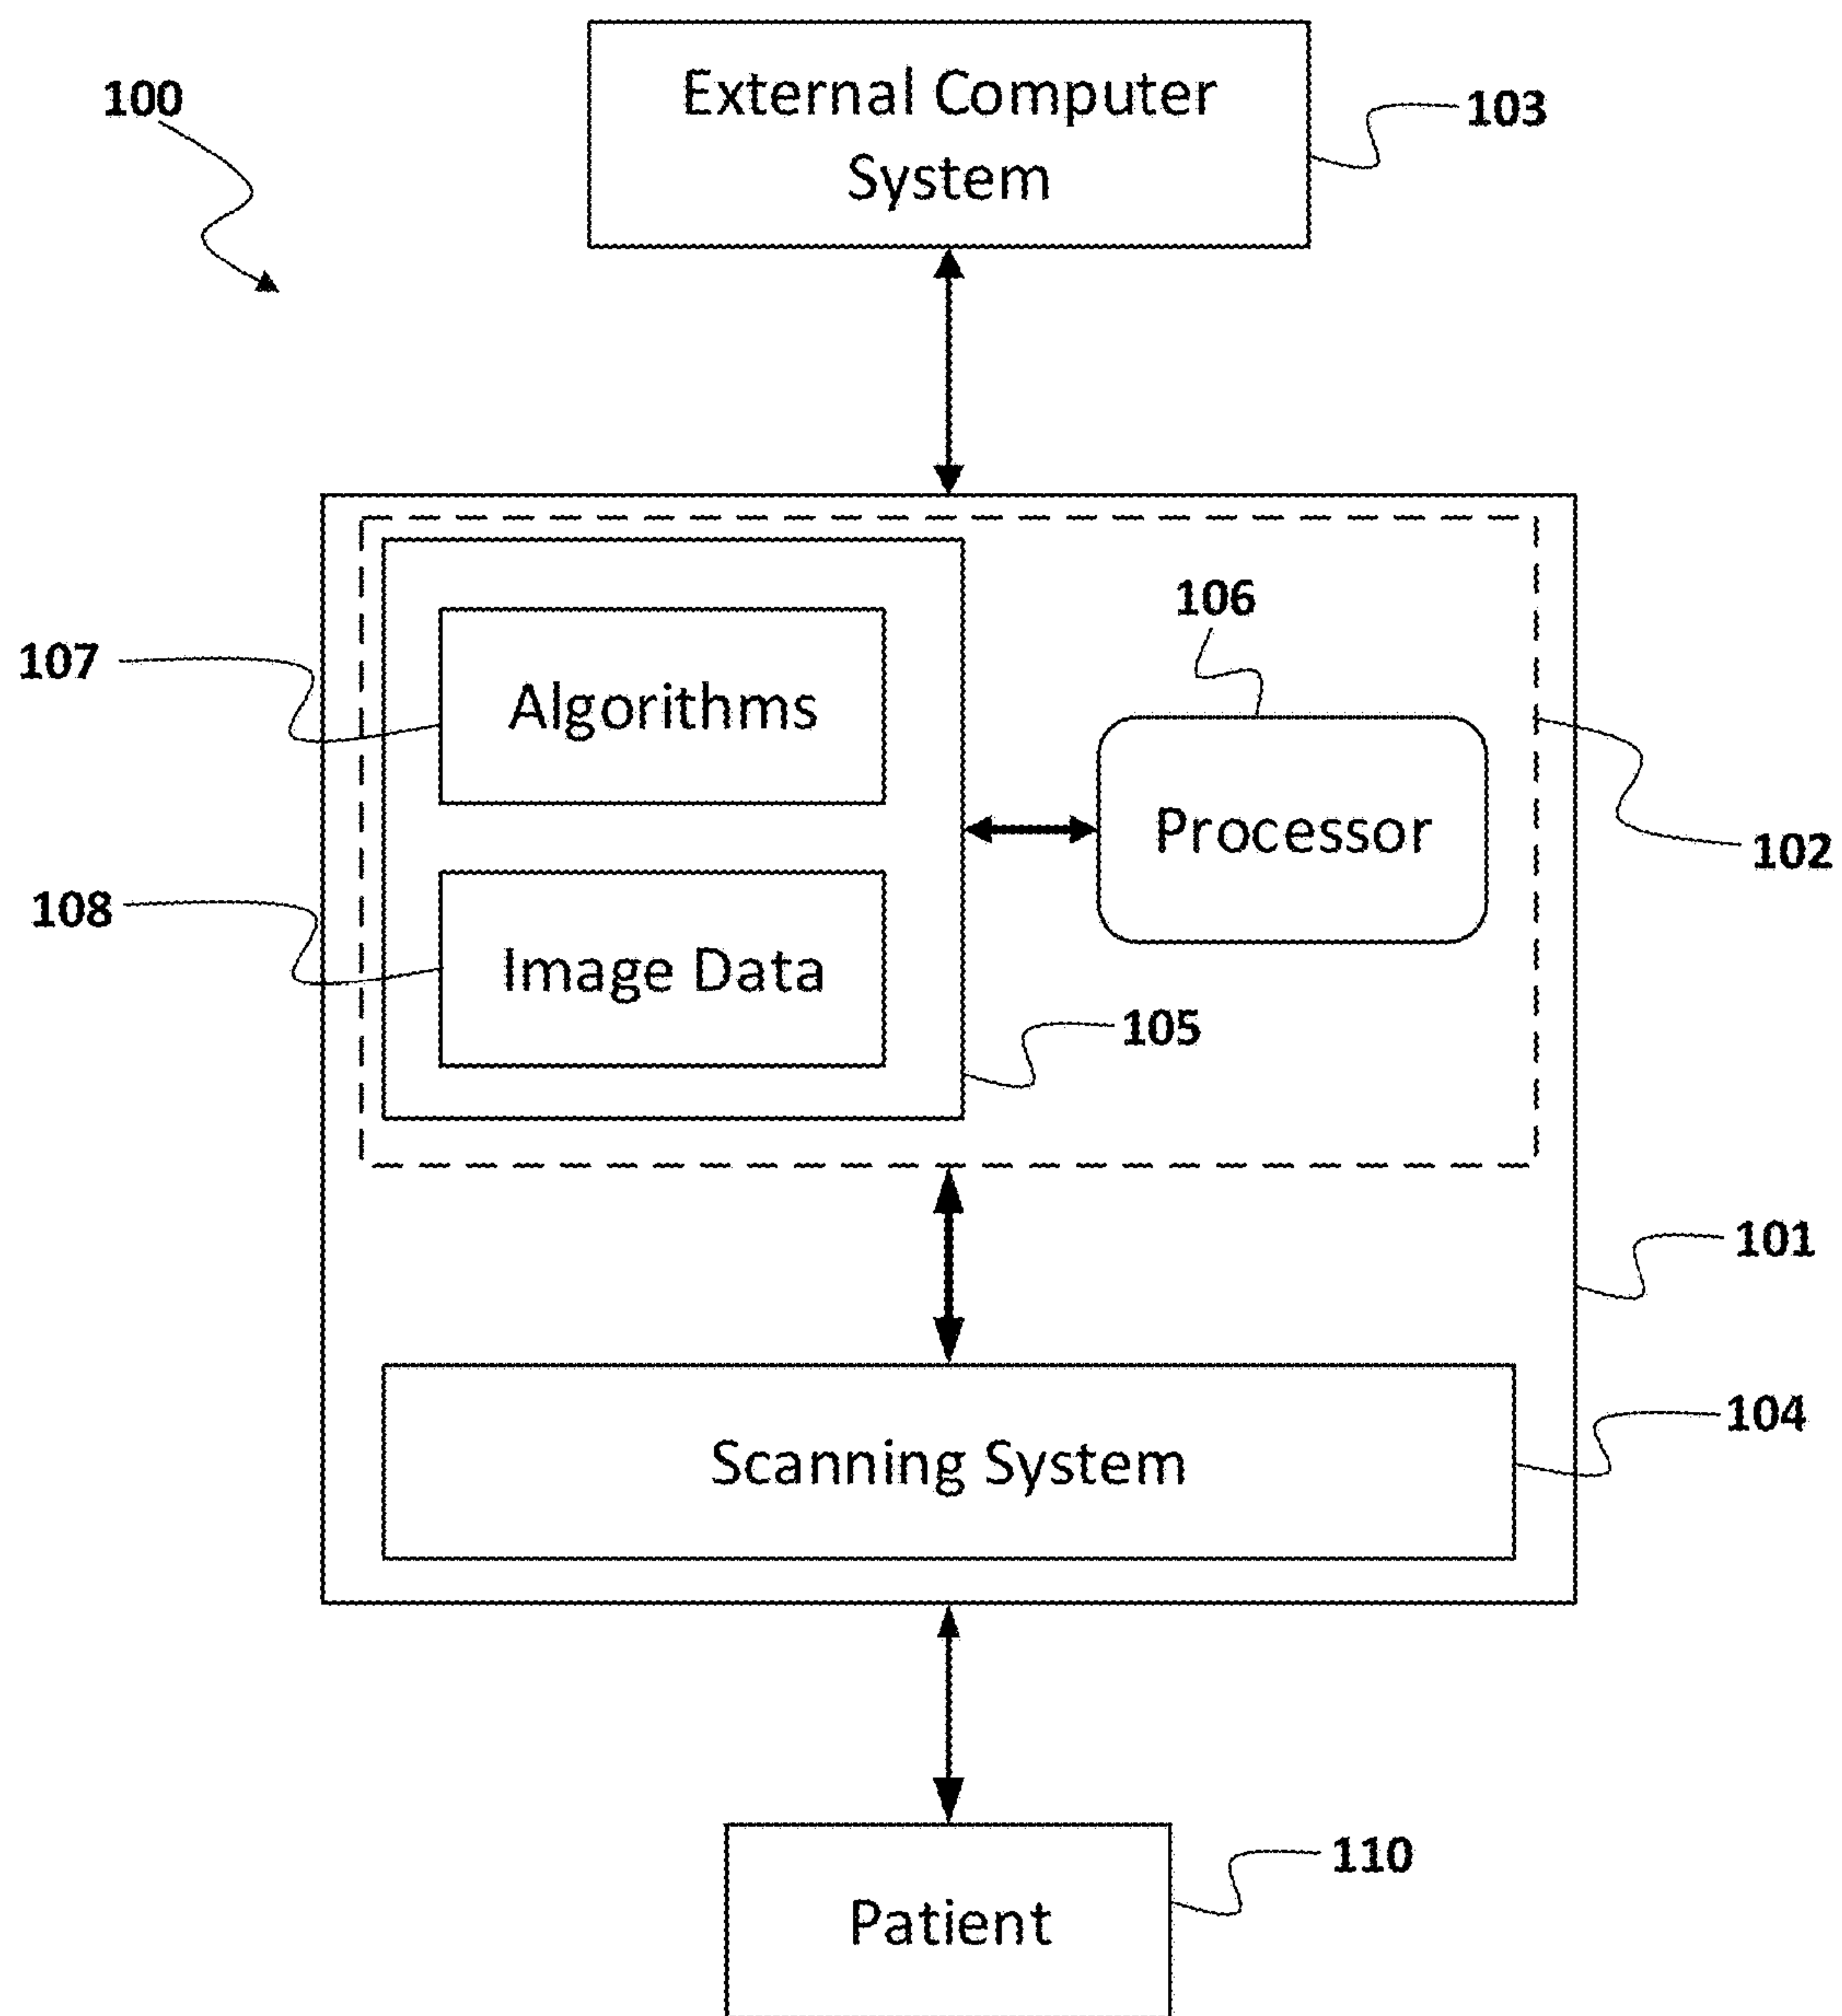 100
External Computer
System
103
106
107
Algorithms
Processor
102
108
Image Data
105
101
Scanning System
104
110
Patient